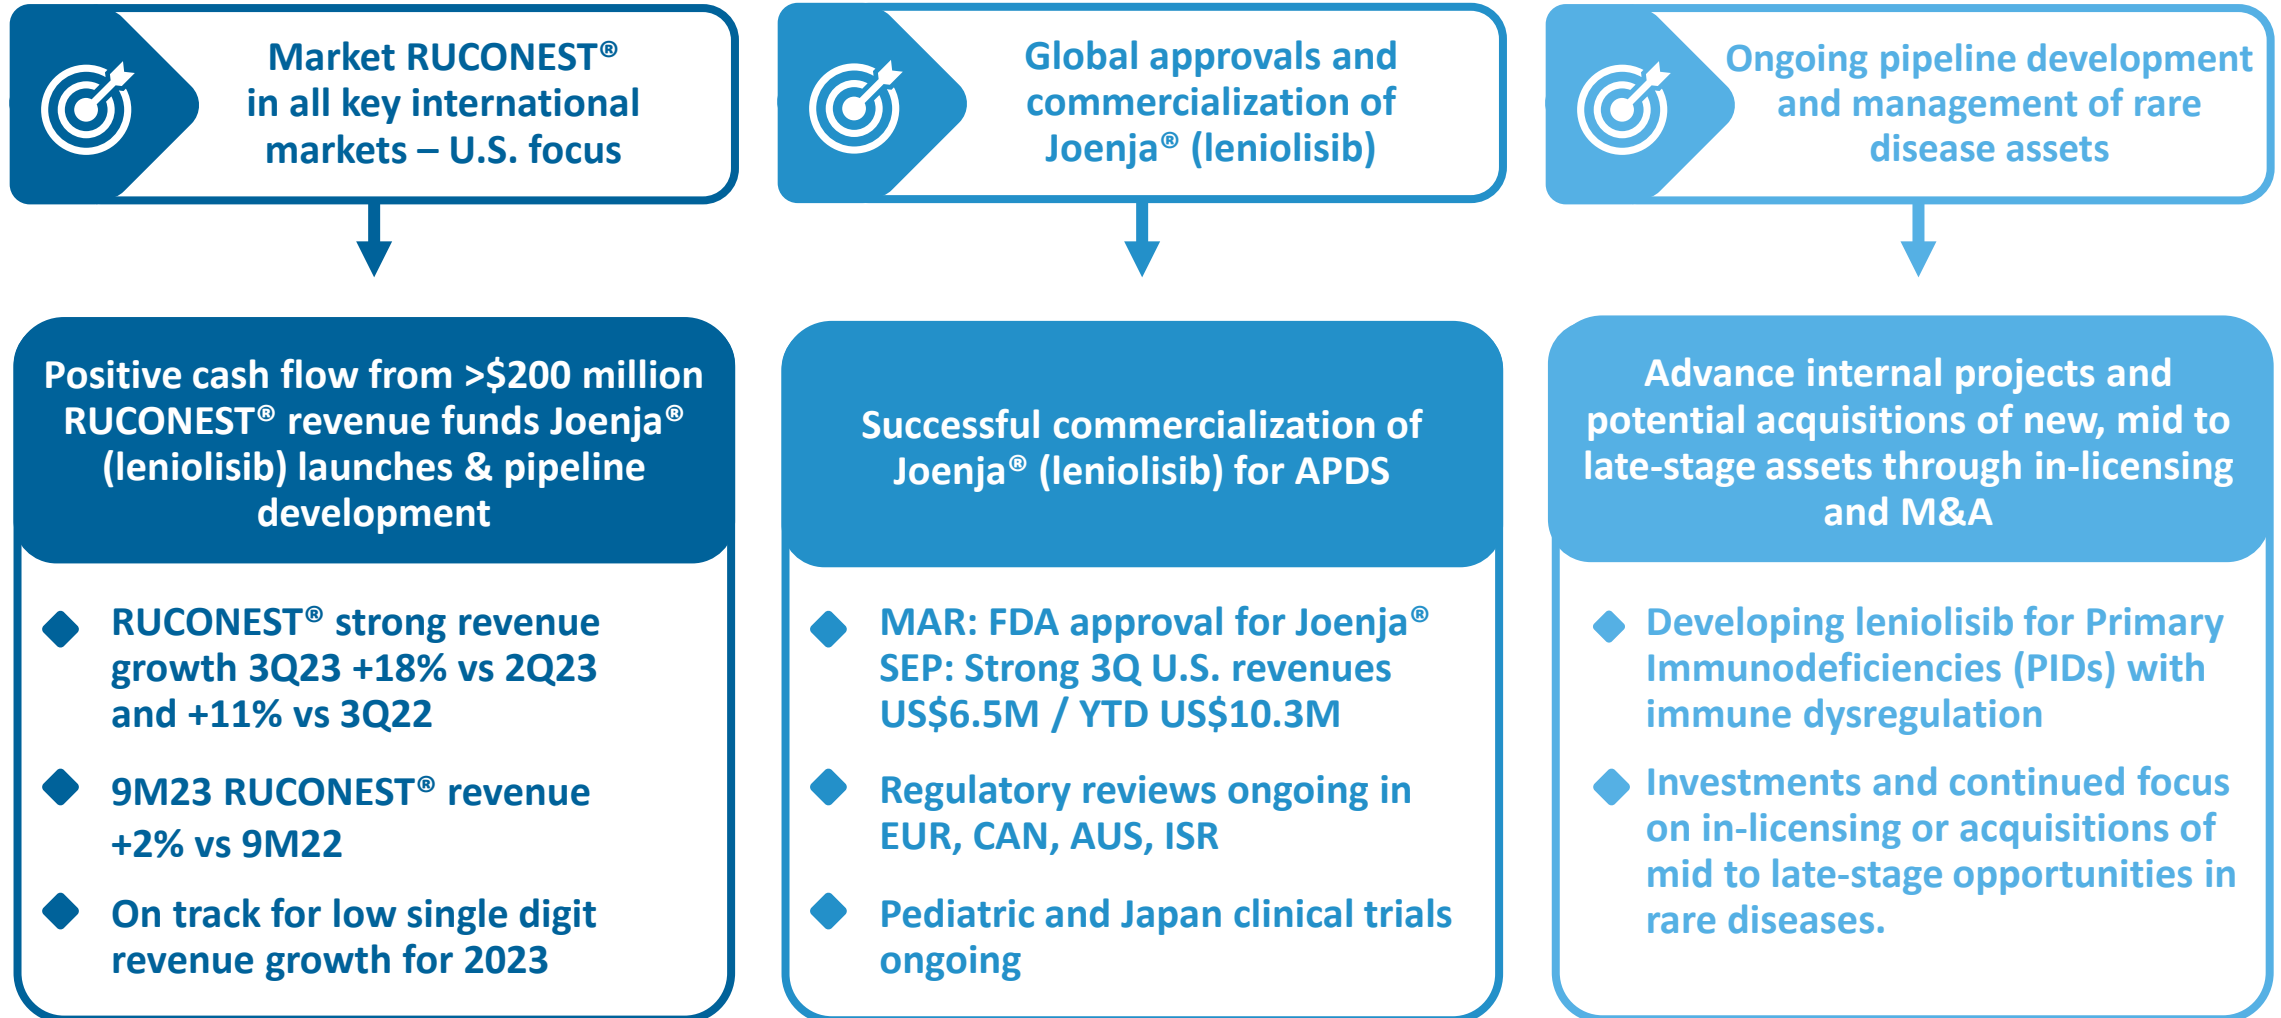 Market RUCONEST®
in all key international
markets – U.S. focus
Positive cash flow from >$200 million
RUCONEST® revenue funds Joenja®
(leniolisib) launches & pipeline
development
RUCONEST® strong revenue
growth 3Q23 +18% vs 2Q23
and +11% vs 3Q22
9M23 RUCONEST® revenue
+2% vs 9M22
On track for low single digit
revenue growth for 2023
Global approvals and
commercialization of
Joenja® (leniolisib)
Successful commercialization of
Joenja® (leniolisib) for APDS
MAR: FDA approval for Joenja®
SEP: Strong 3Q U.S. revenues
US$6.5M / YTD US$10.3M
Regulatory reviews ongoing in
EUR, CAN, AUS, ISR
Pediatric and Japan clinical trials
ongoing
Ongoing pipeline development
and management of rare
disease assets
Advance internal projects and
potential acquisitions of new, mid to
late-stage assets through in-licensing
and M&A
Developing leniolisib for Primary
Immunodeficiencies (PIDs) with
immune dysregulation
Investments and continued focus
on in-licensing or acquisitions of
mid to late-stage opportunities in
rare diseases.